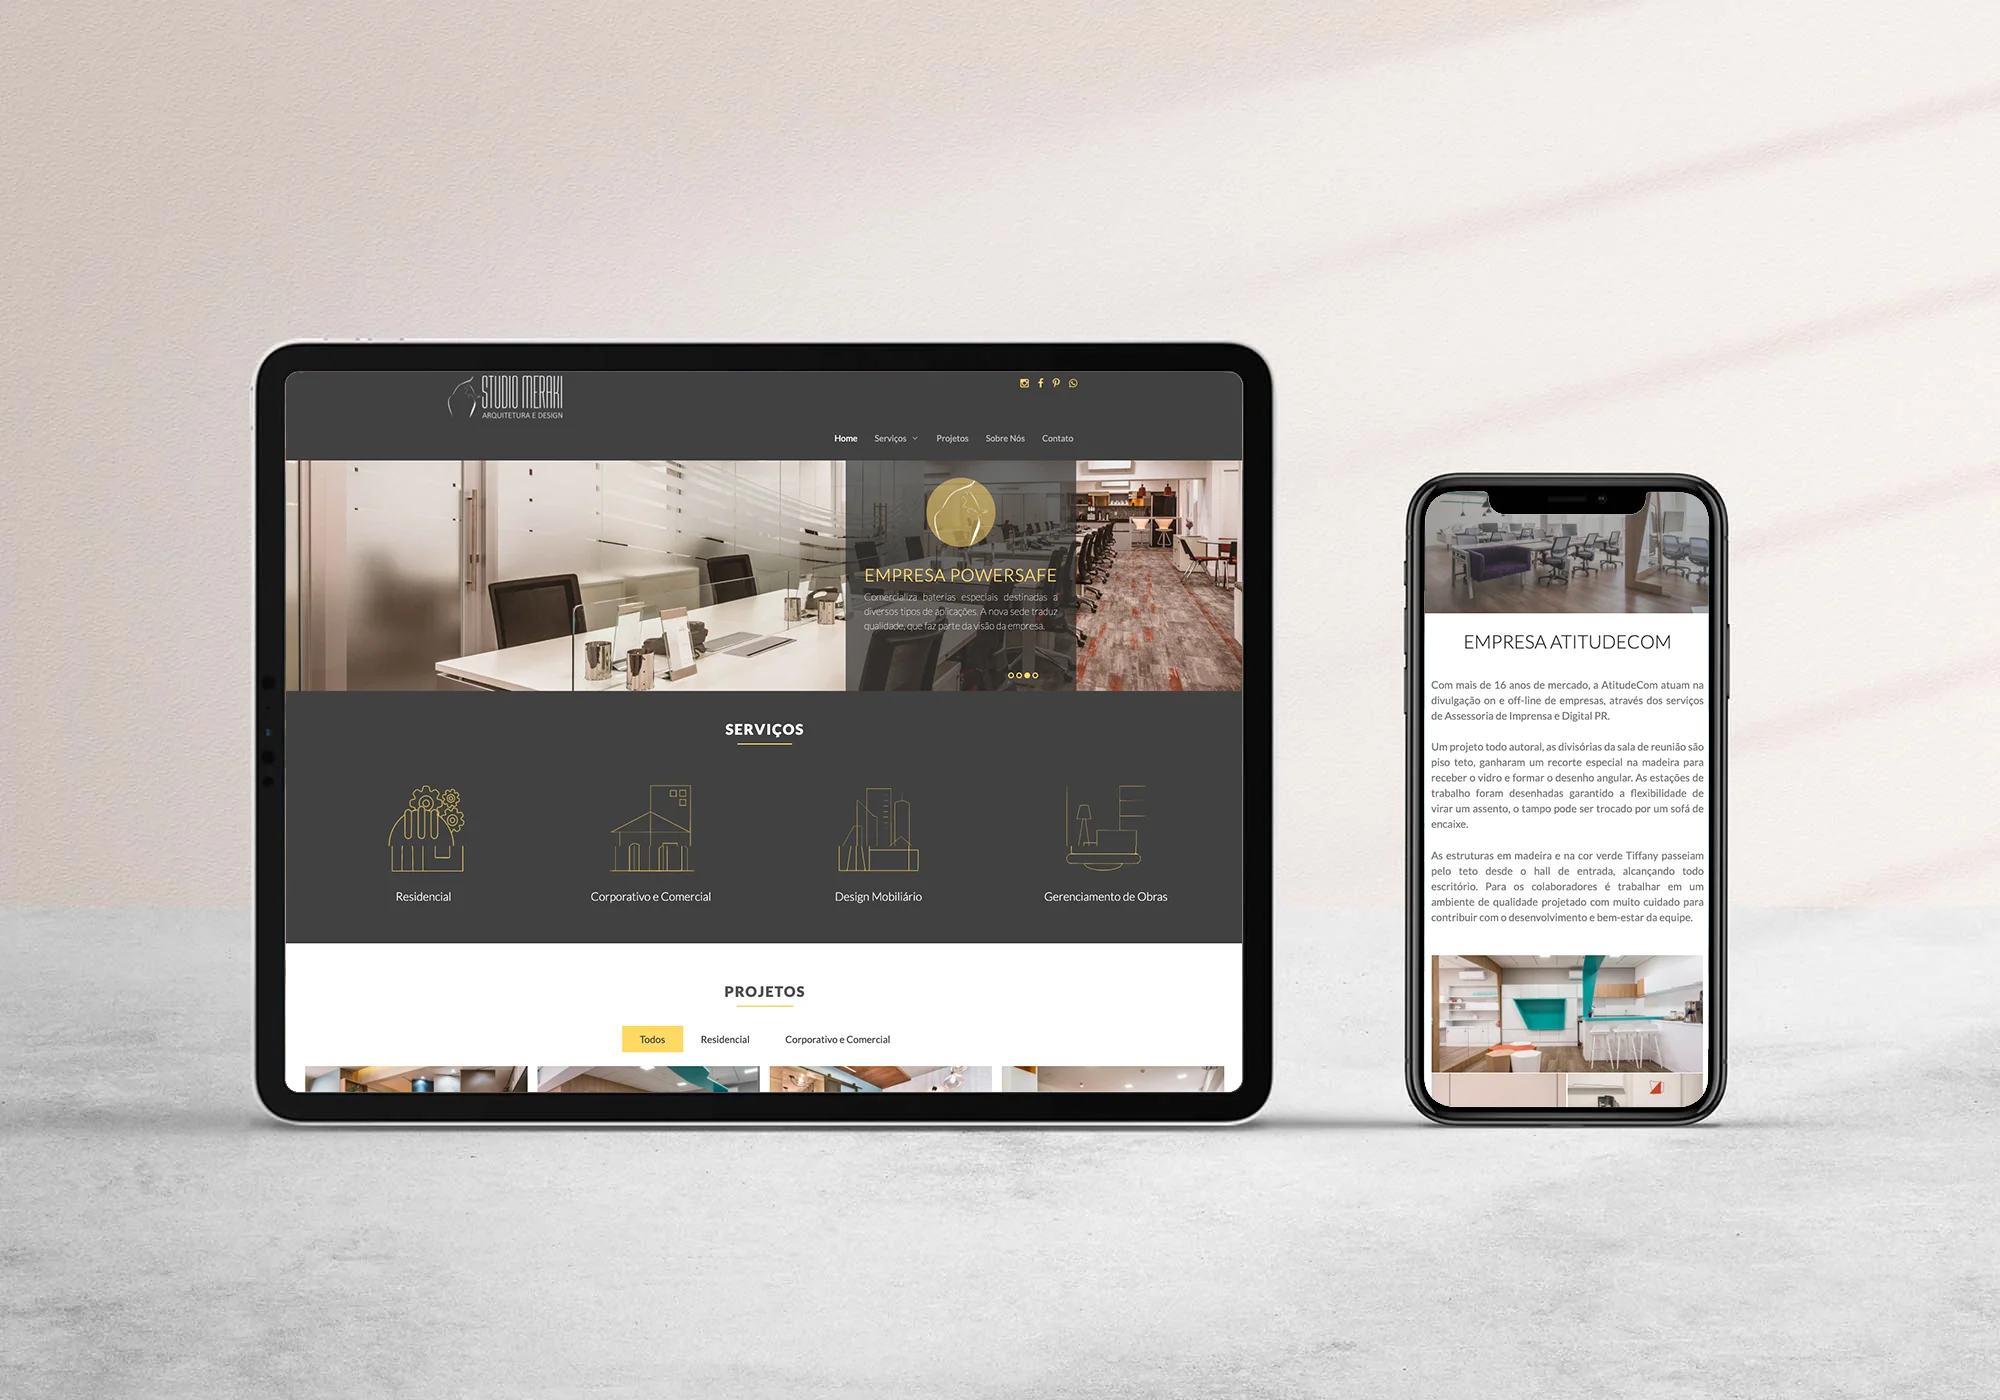 STUDIO MERAKI
ARQUITETURA E DESIGN
Home Serviços Projetos Sobre Nós Contato
EMPRESA POWERSAFE
Comercializa baterias especiais destinadas a
diversos tipos de aplicações. A nova sede traduz
qualidade, que faz parte da visão da empresa.
SERVIÇOS
Residencial
Corporativo e Comercial
Design Mobiliário
Gerenciamento de Obras
PROJETOS
Todos Residencial Corporativo e Comercial
EMPRESA ATITUDECOM
Com mais de 16 anos de mercado, a AtitudeCom atuam na
divulgação on e off-line de empresas, através dos serviços
de Assessoria de Imprensa e Digital PR.
Um projeto todo autoral, as divisórias da sala de reunião são
piso teto, ganharam um recorte especial na madeira para
receber o vidro e formar o desenho angular. As estações de
trabalho foram desenhadas garantido a flexibilidade de
virar um assento, o tampo pode ser trocado por um sofá de
encaixe.
As estruturas em madeira e na cor verde Tiffany passeiam
pelo teto desde o hall de entrada, alcançando todo
escritório. Para os colaboradores é trabalhar em um
ambiente de qualidade projetado com muito cuidado para
contribuir com o desenvolvimento e bem-estar da equipe.